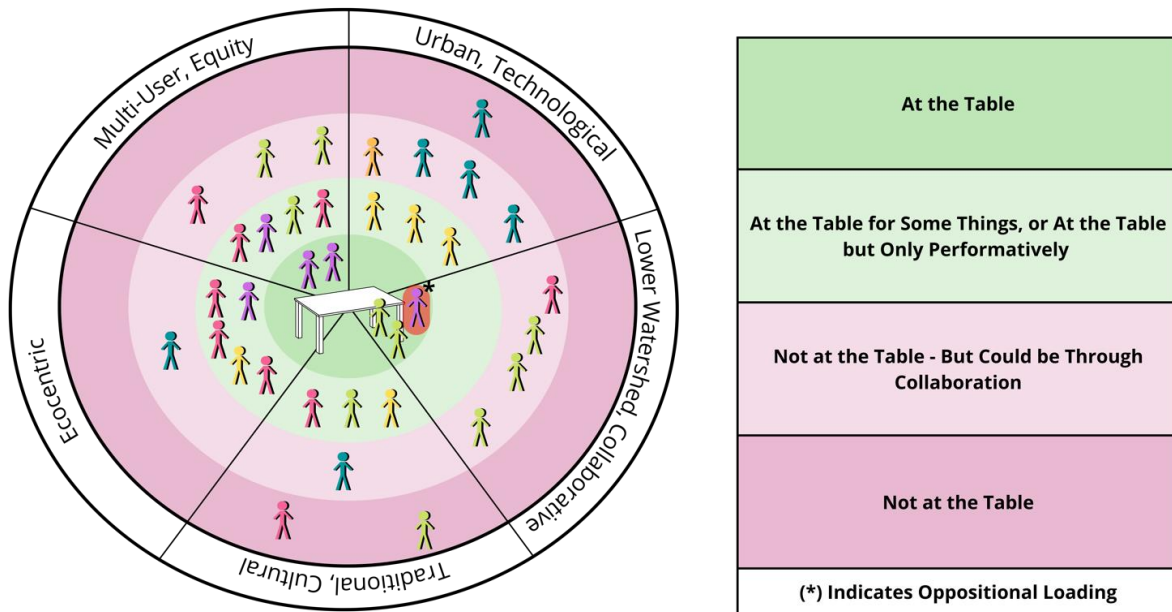 Multi-User, Equity
Urban, Technological
Lower Watershed, Collaborative
Traditional, Cultural
Ecocentric
*
At the Table
At the Table for Some Things, or At the Table
but Only Performatively
Not at the Table - But Could be Through
Collaboration
Not at the Table
(*) Indicates Oppositional Loading